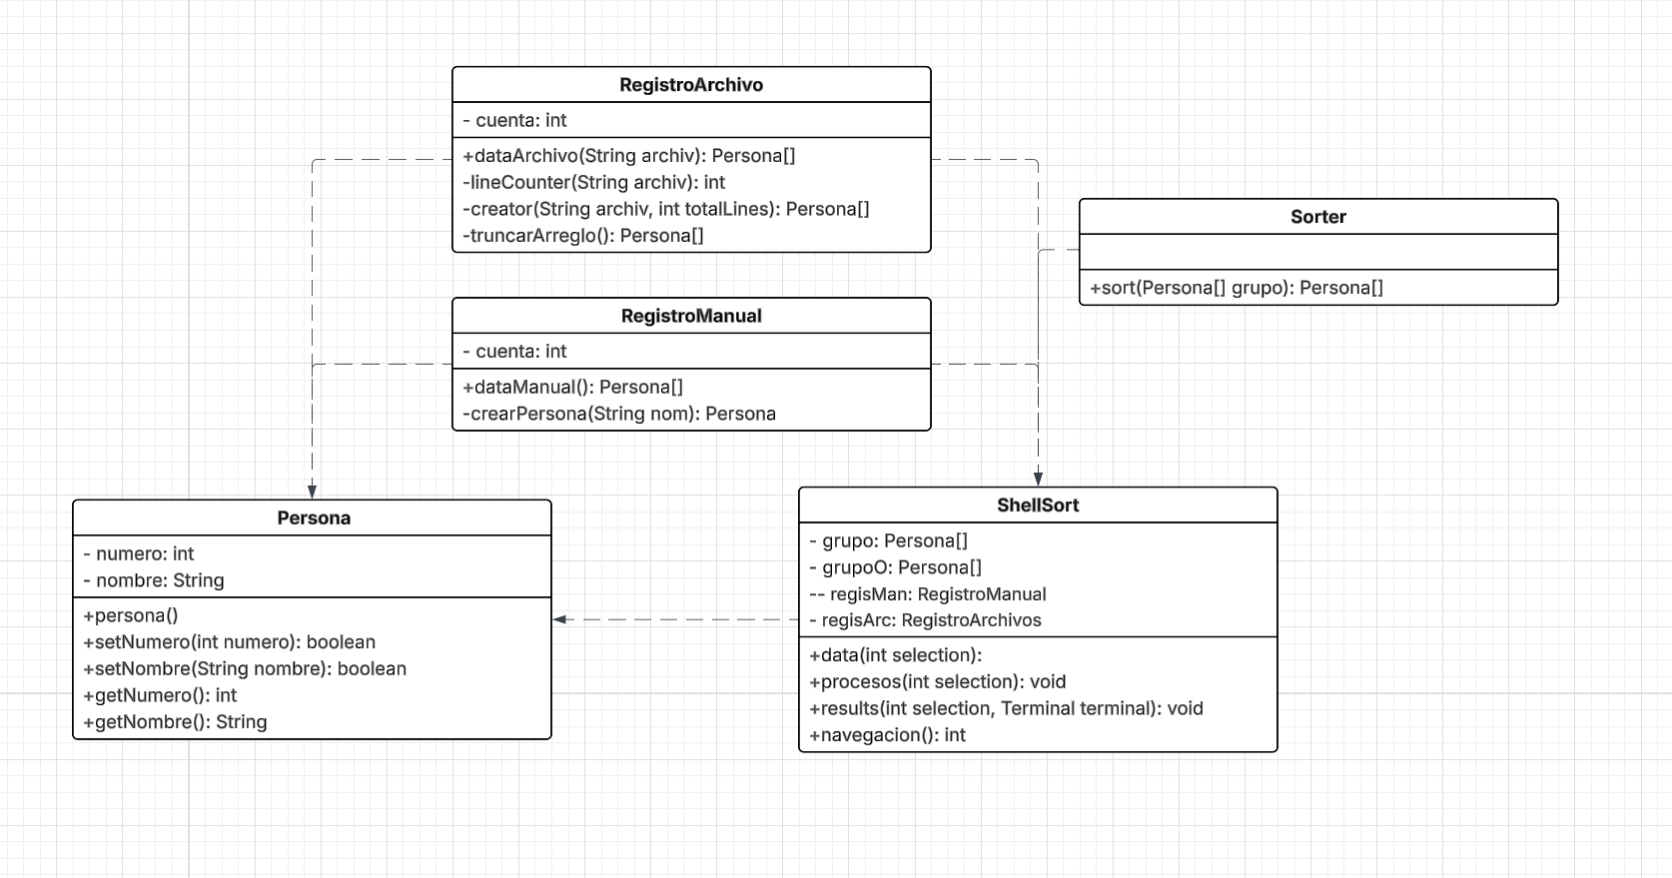 RegistroArchivo
- cuenta: int
+dataArchivo(String archiv): Persona[]
-lineCounter(String archiv): int
-creator(String archiv, int totalLines): Persona[]
-truncarArreglo(): Persona[]
Sorter
+sort(Persona[] grupo): Persona[]
RegistroManual
- cuenta: int
+dataManual(): Persona[]
-crearPersona(String nom): Persona
Persona
- numero: int
- nombre: String
+persona()
+setNumero(int numero): boolean
+setNombre(String nombre): boolean
+getNumero(): int
+getNombre(): String
ShellSort
- grupo: Persona[]
- grupoO: Persona[]
-- regisMan: RegistroManual
- regisArc: RegistroArchivos
+data(int selection):
+procesos(int selection): void
+results(int selection, Terminal terminal): void
+navegacion(): int